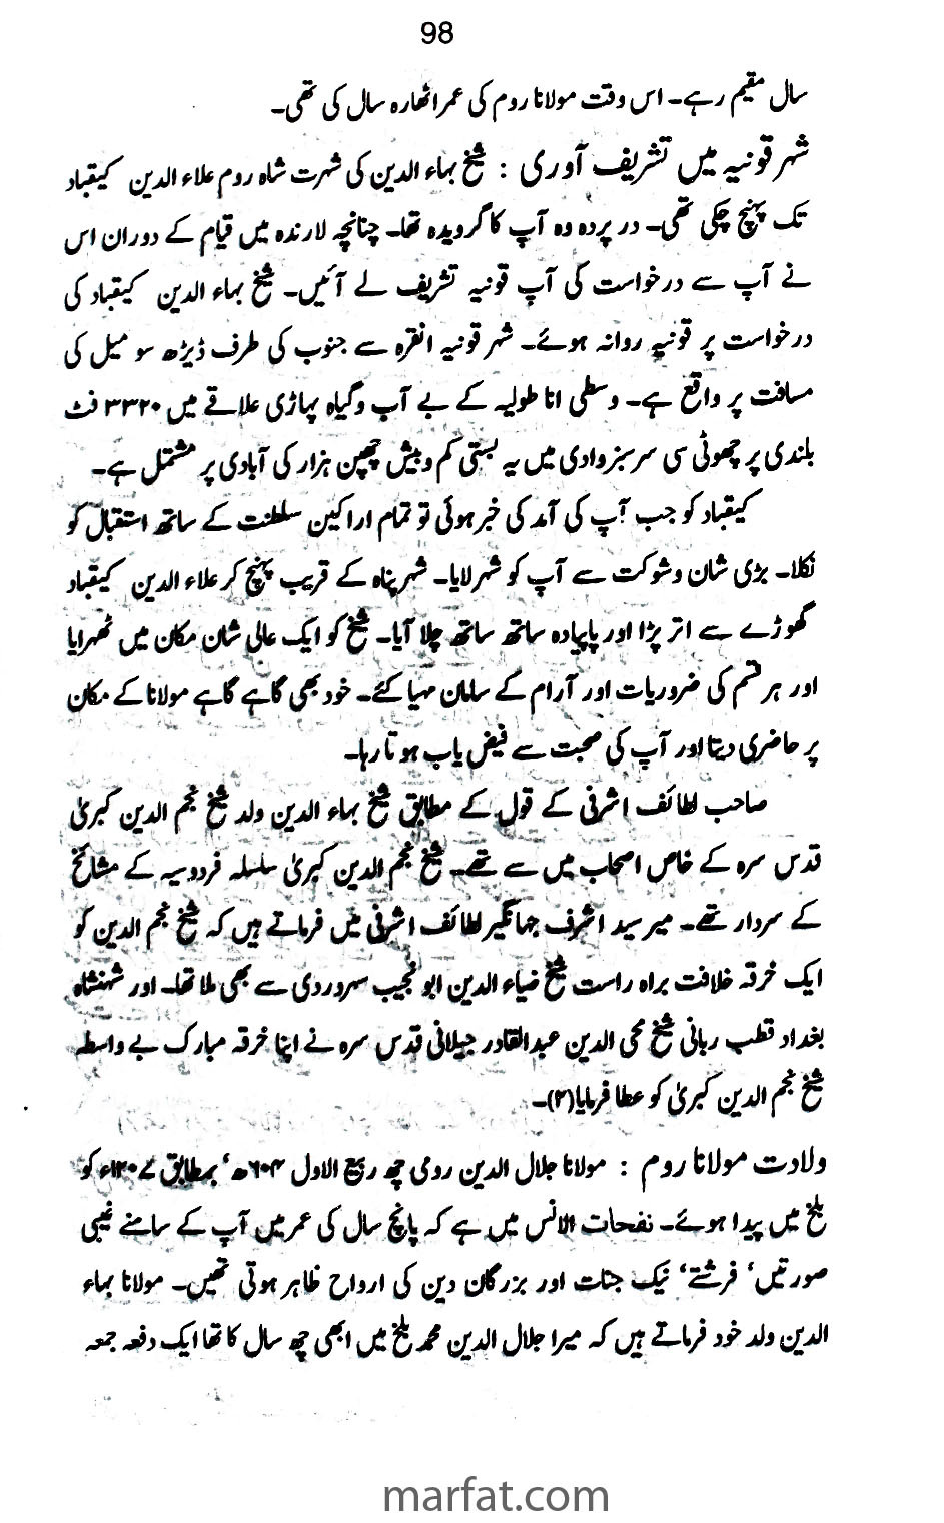 98
سال مقیم رہے۔ اس وقت مولانا روم کی عمر اٹھارہ سال کی تھی۔
شہر قونیہ میں تشریف آوری : شیخ بہاء الدین کی شہرت شاہ روم علاء الدین کیقباد
تک پہنچ چکی تھی۔ در پردہ وہ آپ کا گرویدہ تھا۔ چنانچہ لارندہ میں قیام کے دوران اس
نے آپ سے درخواست کی آپ قونیہ تشریف لے آئیں۔ شیخ بہاء الدین کیقباد کی
درخواست پر قونیہ روانہ ہوئے۔ شہر قونیہ انقرہ سے جنوب کی طرف ڈیڑھ سو میل کی
مسافت پر واقع ہے۔ وسطی اناطولیہ کے بے آب وگیاہ پہاڑی علاقے میں ۳۳۲۰ فٹ
بلندی پر چھوٹی سی سرسبز وادی میں یہ بستی کم وبیش چھپن ہزار کی آبادی پر مشتمل ہے۔
کیقباد کو جب آپ کی آمد کی خبر ہوئی تو تمام اراکین سلطنت کے ساتھ استقبال کو
نکلا۔ بڑی شان وشوکت سے آپ کو شہر لایا۔ شہر پناہ کے قریب پہنچ کر علاء الدین کیقباد
گھوڑے سے اتر پڑا اور پاپیادہ ساتھ ساتھ چلا آیا۔ شیخ کو ایک عالی شان مکان میں ٹھہرایا
اور ہر قسم کی ضروریات اور آرام کے سامان مہیا کئے۔ خود بھی گاہے گاہے مولانا کے مکان
پر حاضری دیتا اور آپ کی صحبت سے فیض یاب ہوتا رہا۔
صاحب لطائف اشرفی کے قول کے مطابق شیخ بہاء الدین ولد شیخ نجم الدین کبریٰ
قدس سرہ کے خاص اصحاب میں سے تھے۔ شیخ نجم الدین کبریٰ سلسلہ فردوسیہ کے مشائخ
کے سردار تھے۔ میر سید اشرف جہانگیر لطائف اشرفی میں فرماتے ہیں کہ شیخ نجم الدین کو
ایک خرقہ خلافت براہ راست شیخ ضیاء الدین ابو نجیب سہروردی سے بھی ملا تھا۔ اور شہنشاہ
بغداد قطب ربانی شیخ محی الدین عبدالقادر جیلانی قدس سرہ نے اپنا خرقہ مبارک بے واسطہ
شیخ نجم الدین کبریٰ کو عطا فرمایا(۲)۔
ولادت مولانا روم : مولانا جلال الدین رومی چھ ربیع الاول ۶۰۴ھ‘ بمطابق ۱۲۰۷ء کو
بلخ میں پیدا ہوئے۔ نفحات الانس میں ہے کہ پانچ سال کی عمر میں آپ کے سامنے غیبی
صورتیں‘ فرشتے‘ نیک جنات اور بزرگان دین کی ارواح ظاہر ہوتی تھیں۔ مولانا بہاء
الدین ولد خود فرماتے ہیں کہ میرا جلال الدین محمد بلخ میں ابھی چھ سال کا تھا ایک دفعہ جمعہ
marfat.com